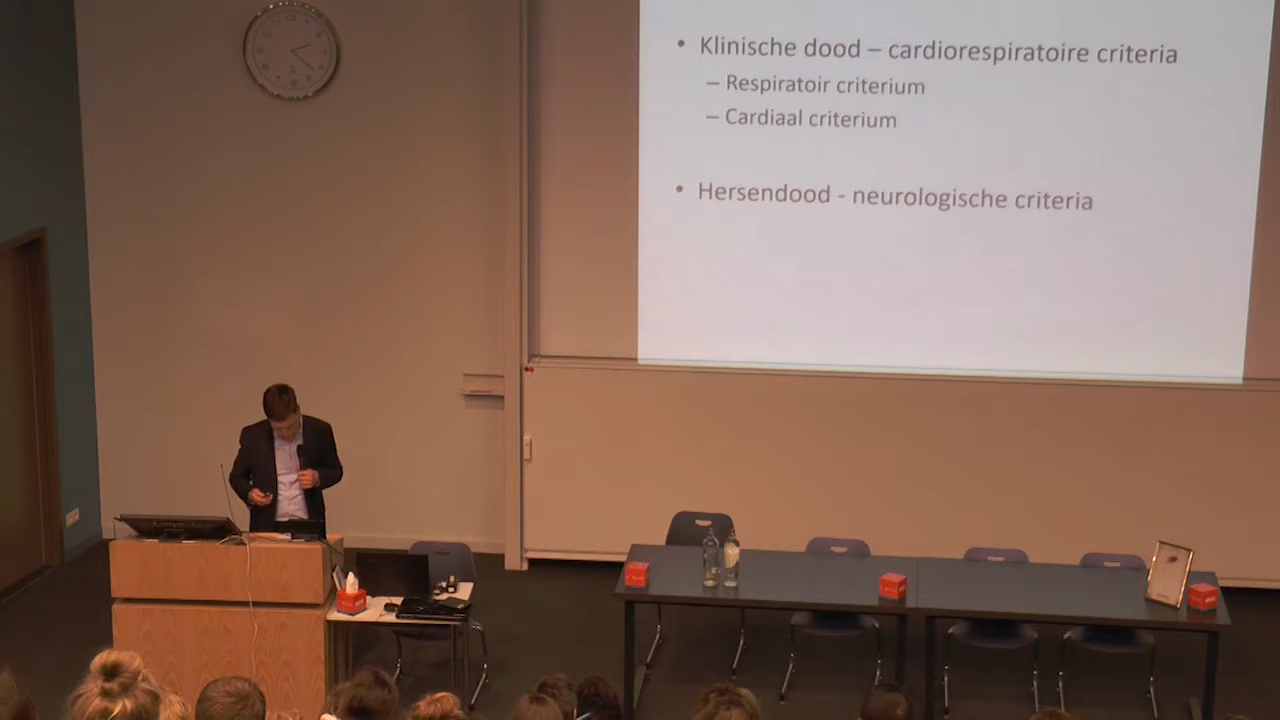 • Klinische dood – cardiorespiratoire criteria
– Respiratoir criterium
– Cardiaal criterium
• Hersendood - neurologische criteria